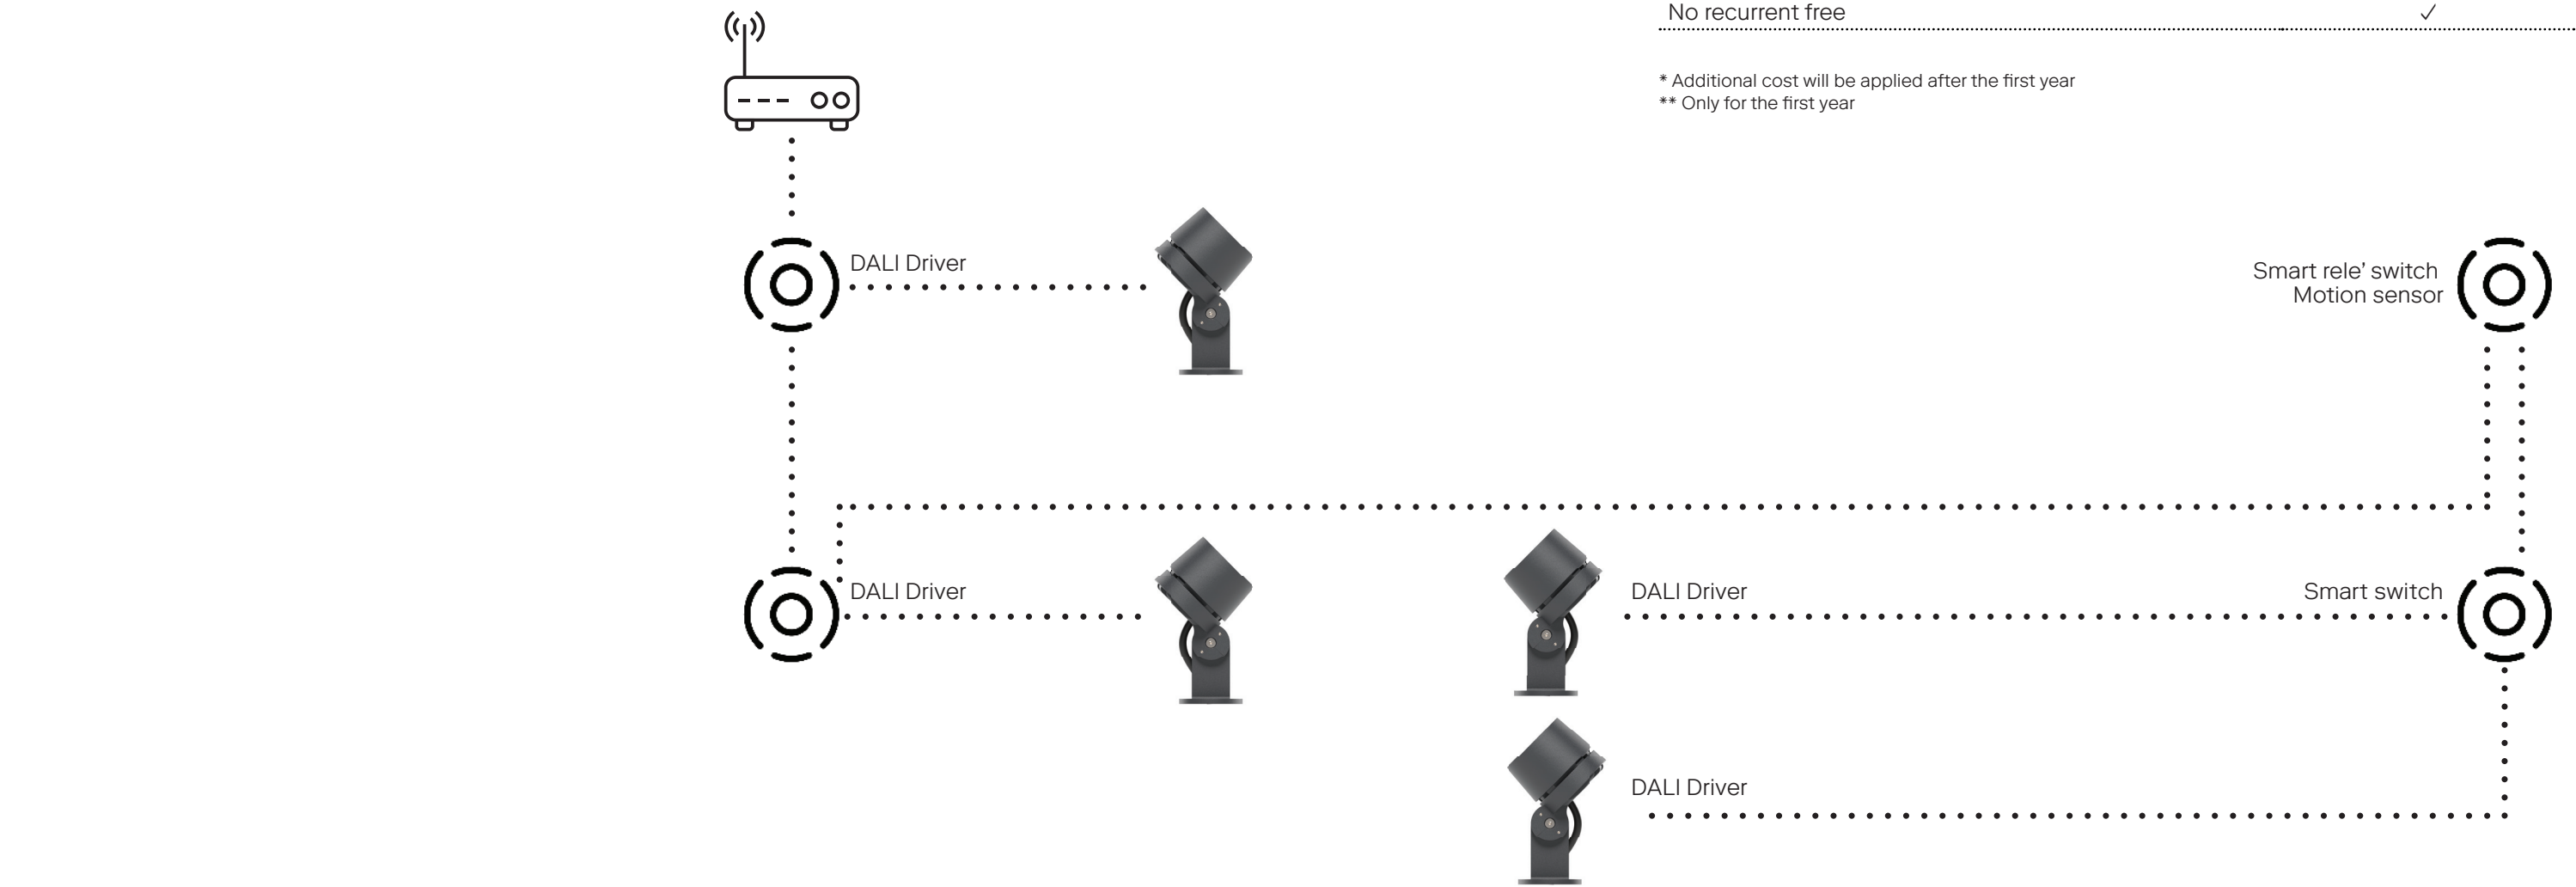 No recurrent free ✓
* Additional cost will be applied after the first year
** Only for the first year
DALI Driver
Smart rele’ switch
Motion sensor
DALI Driver
DALI Driver
Smart switch
DALI Driver